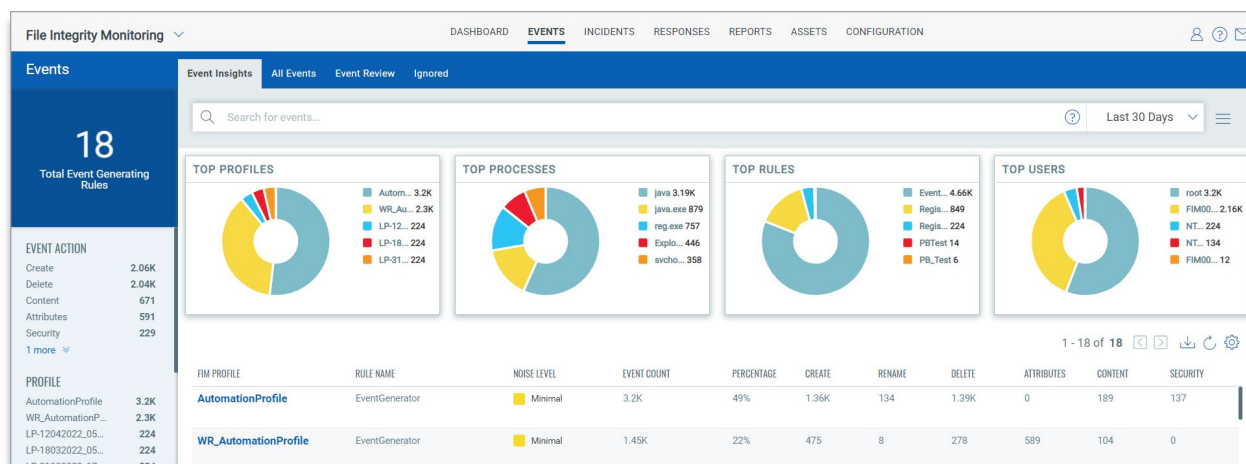 File Integrity Monitoring
DASHBOARD EVENTS INCIDENTS RESPONSES REPORTS ASSETS CONFIGURATION
Events
Event Insights All Events Event Review Ignored
Search for events...
Last 30 Days
18
Total Event Generating
Rules
TOP PROFILES
Autom... 3.2K
WR_Au... 2.3K
LP-12... 224
LP-18... 224
LP-31... 224
TOP PROCESSES
java 3.19K
java.exe 879
reg.exe 757
Explo... 446
svcho... 358
TOP RULES
Event... 4.66K
Regis... 849
Regis... 224
PBTest 14
PB_Test 6
TOP USERS
root 3.2K
FIM00... 2.16K
NT... 224
NT... 134
FIM00... 12
EVENT ACTION
Create 2.06K
Delete 2.04K
Content 671
Attributes 591
Security 229
1 more
PROFILE
AutomationProfile 3.2K
WR_AutomationP... 2.3K
LP-12042022_05... 224
LP-18032022_05... 224
1 - 18 of 18
FIM PROFILE RULE NAME NOISE LEVEL EVENT COUNT PERCENTAGE CREATE RENAME DELETE ATTRIBUTES CONTENT SECURITY
AutomationProfile EventGenerator Minimal 3.2K 49% 1.36K 134 1.39K 0 189 137
WR_AutomationProfile EventGenerator Minimal 1.45K 22% 475 8 278 589 104 0